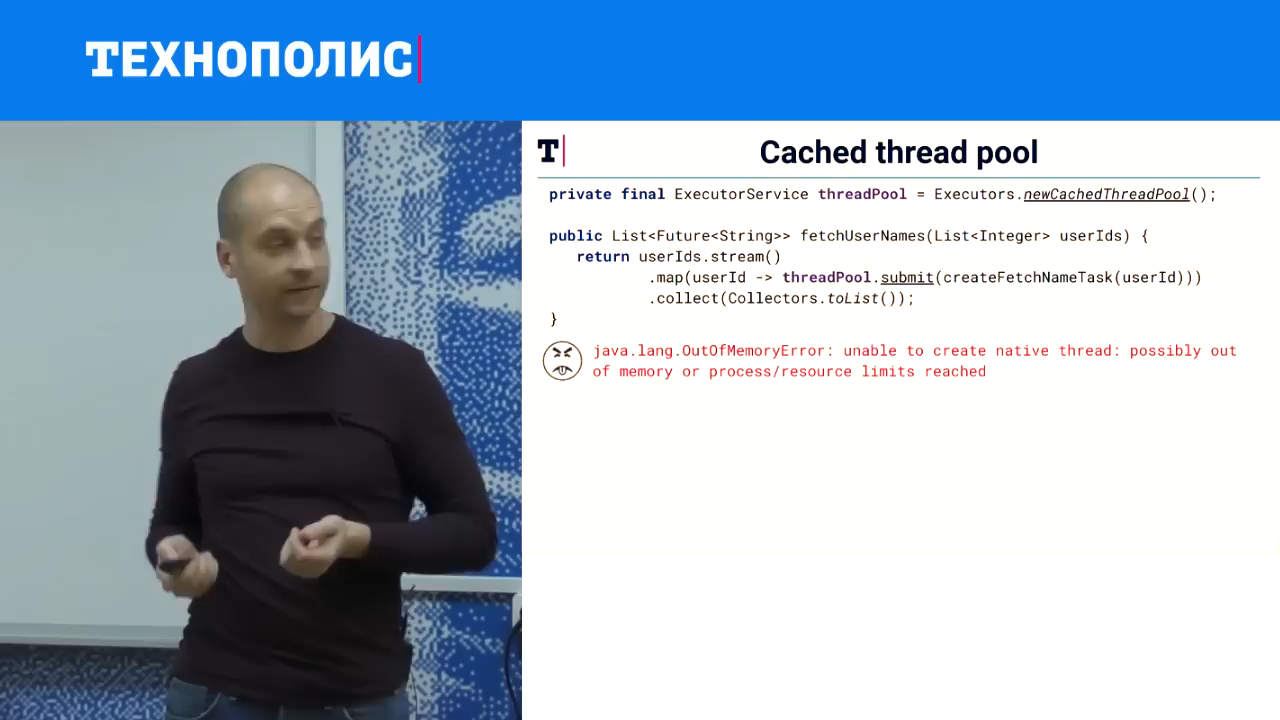 ТЕХНОПОЛИС
T
Cached thread pool
private final ExecutorService threadPool = Executors.newCachedThreadPool();
public List<Future<String>> fetchUserNames(List<Integer> userIds) {
return userIds.stream()
.map(userId -> threadPool.submit(createFetchNameTask(userId)))
.collect(Collectors.toList());
}
java.lang.OutOfMemoryError: unable to create native thread: possibly out
of memory or process/resource limits reached